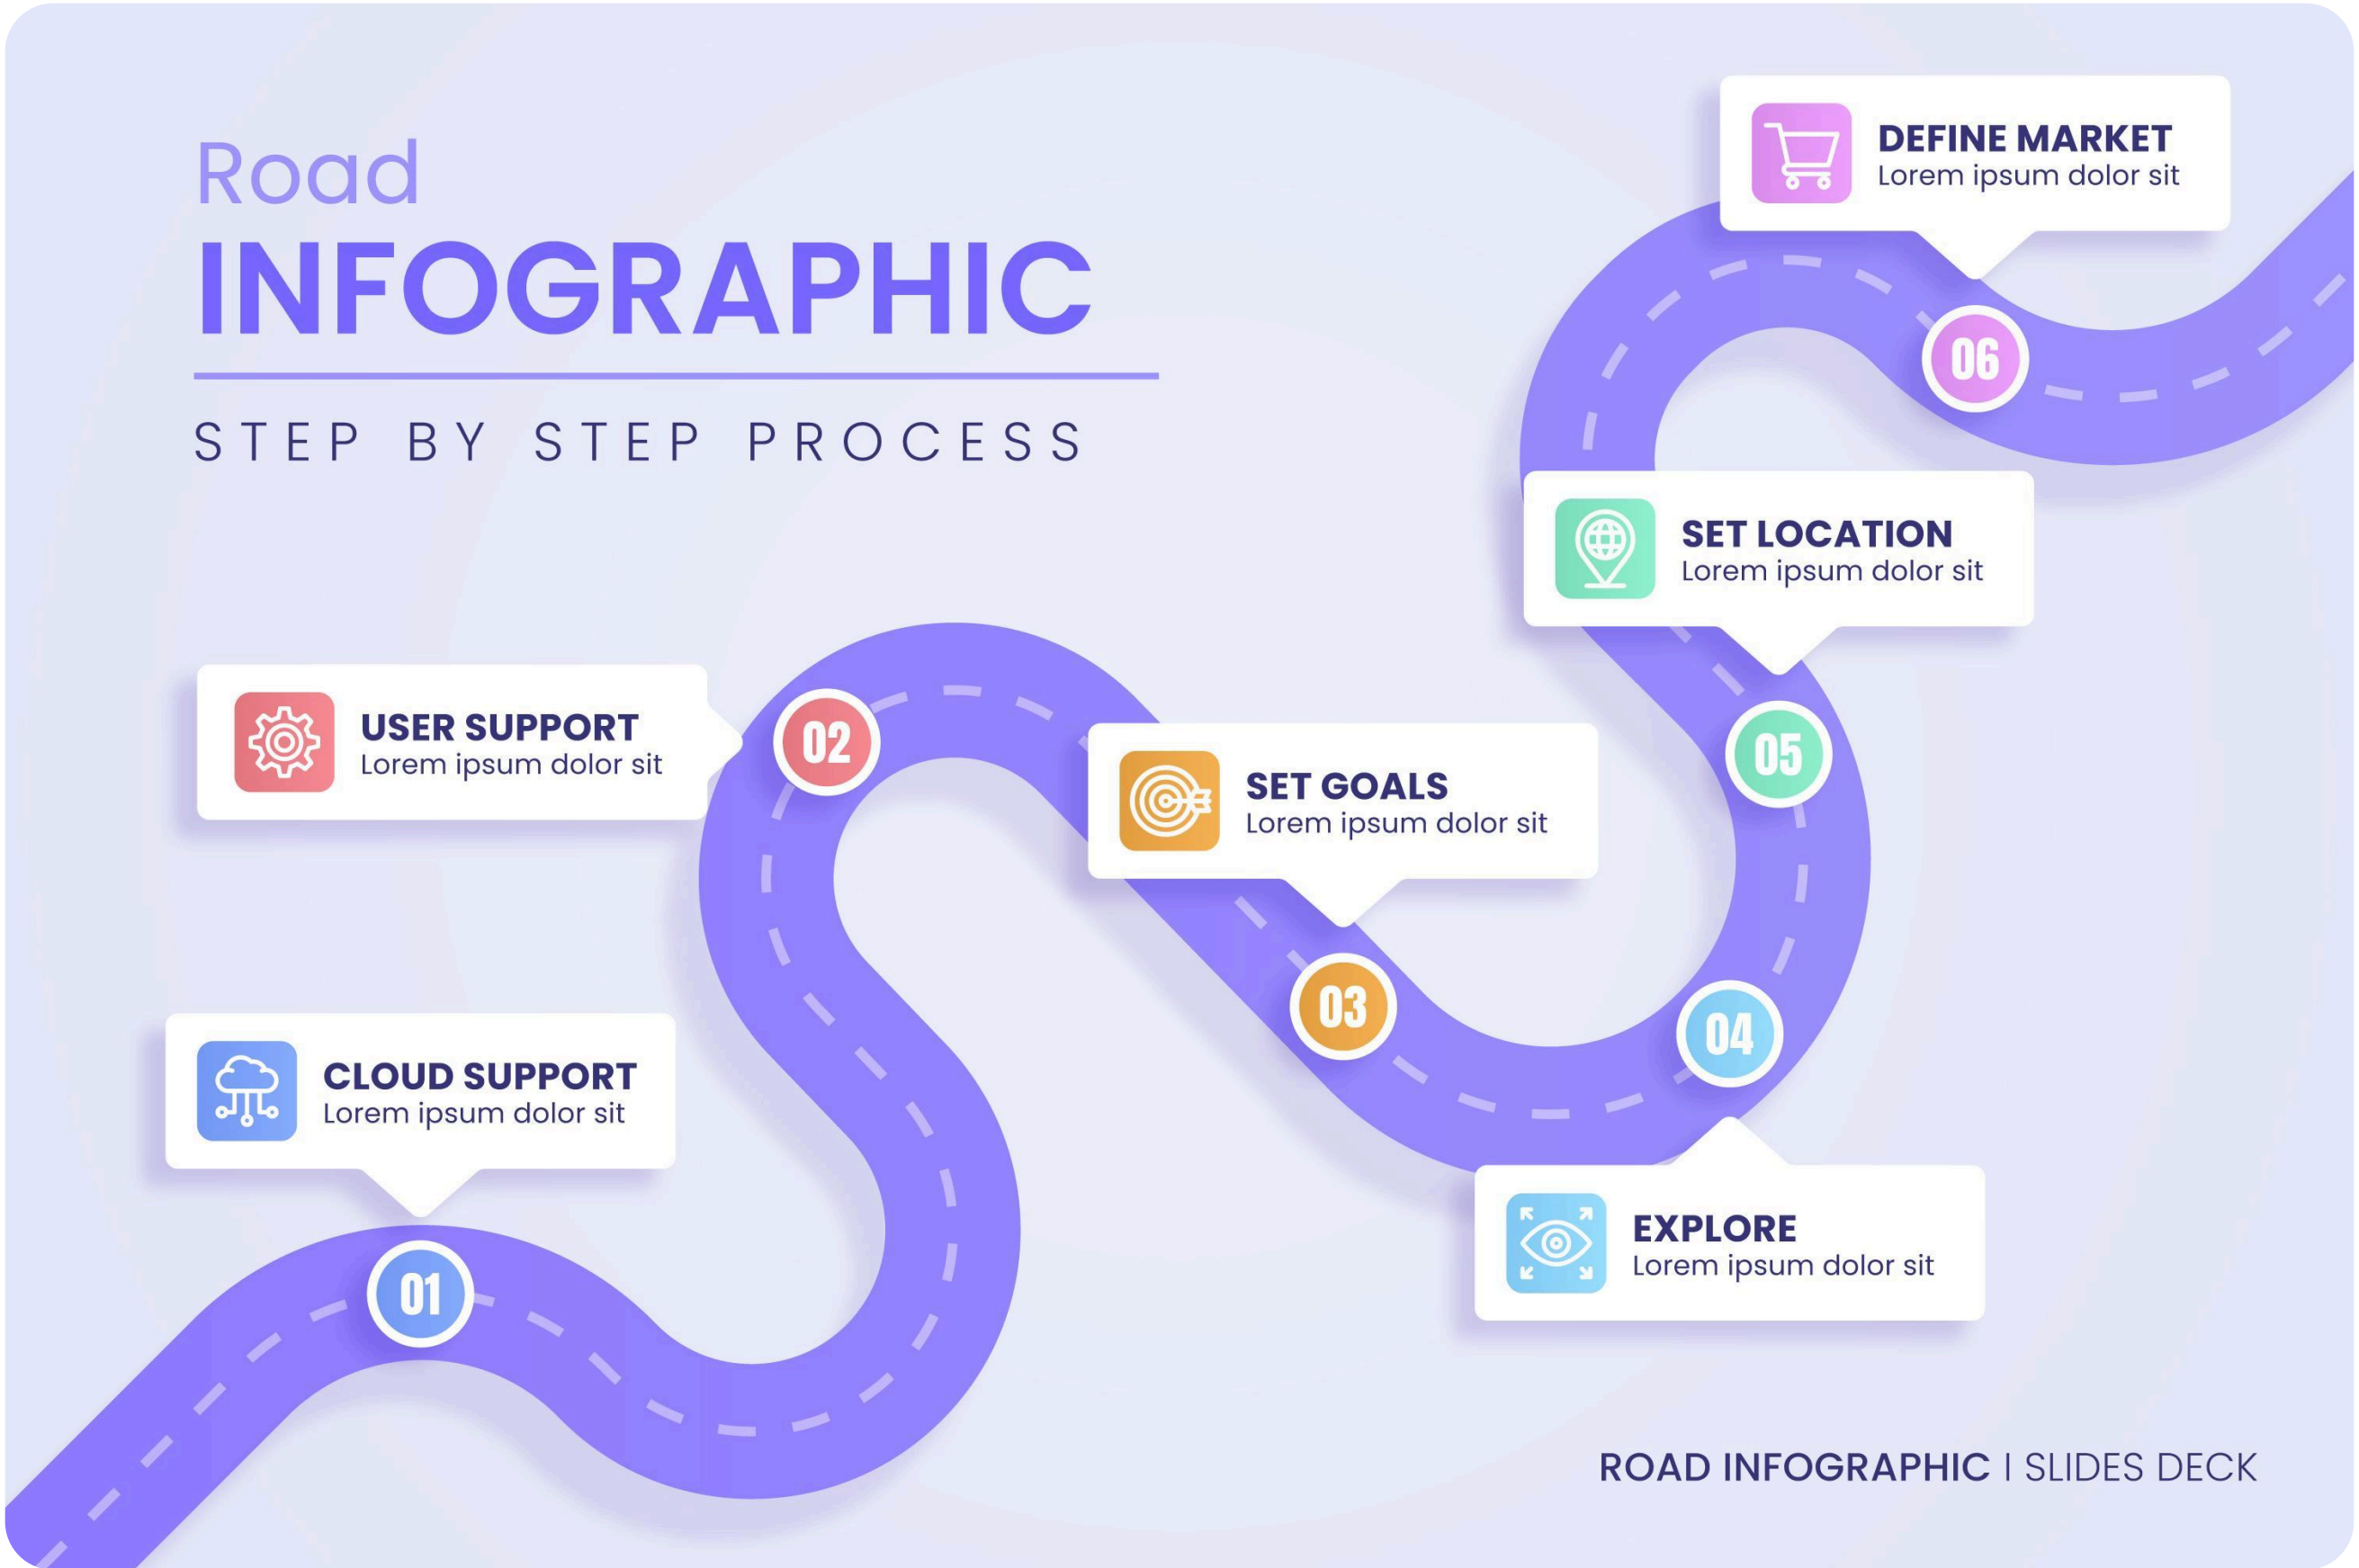 Road
INFOGRAPHIC
STEP BY STEP PROCESS
01
CLOUD SUPPORT
Lorem ipsum dolor sit
02
USER SUPPORT
Lorem ipsum dolor sit
03
SET GOALS
Lorem ipsum dolor sit
04
EXPLORE
Lorem ipsum dolor sit
05
SET LOCATION
Lorem ipsum dolor sit
06
DEFINE MARKET
Lorem ipsum dolor sit
ROAD INFOGRAPHIC | SLIDES DECK